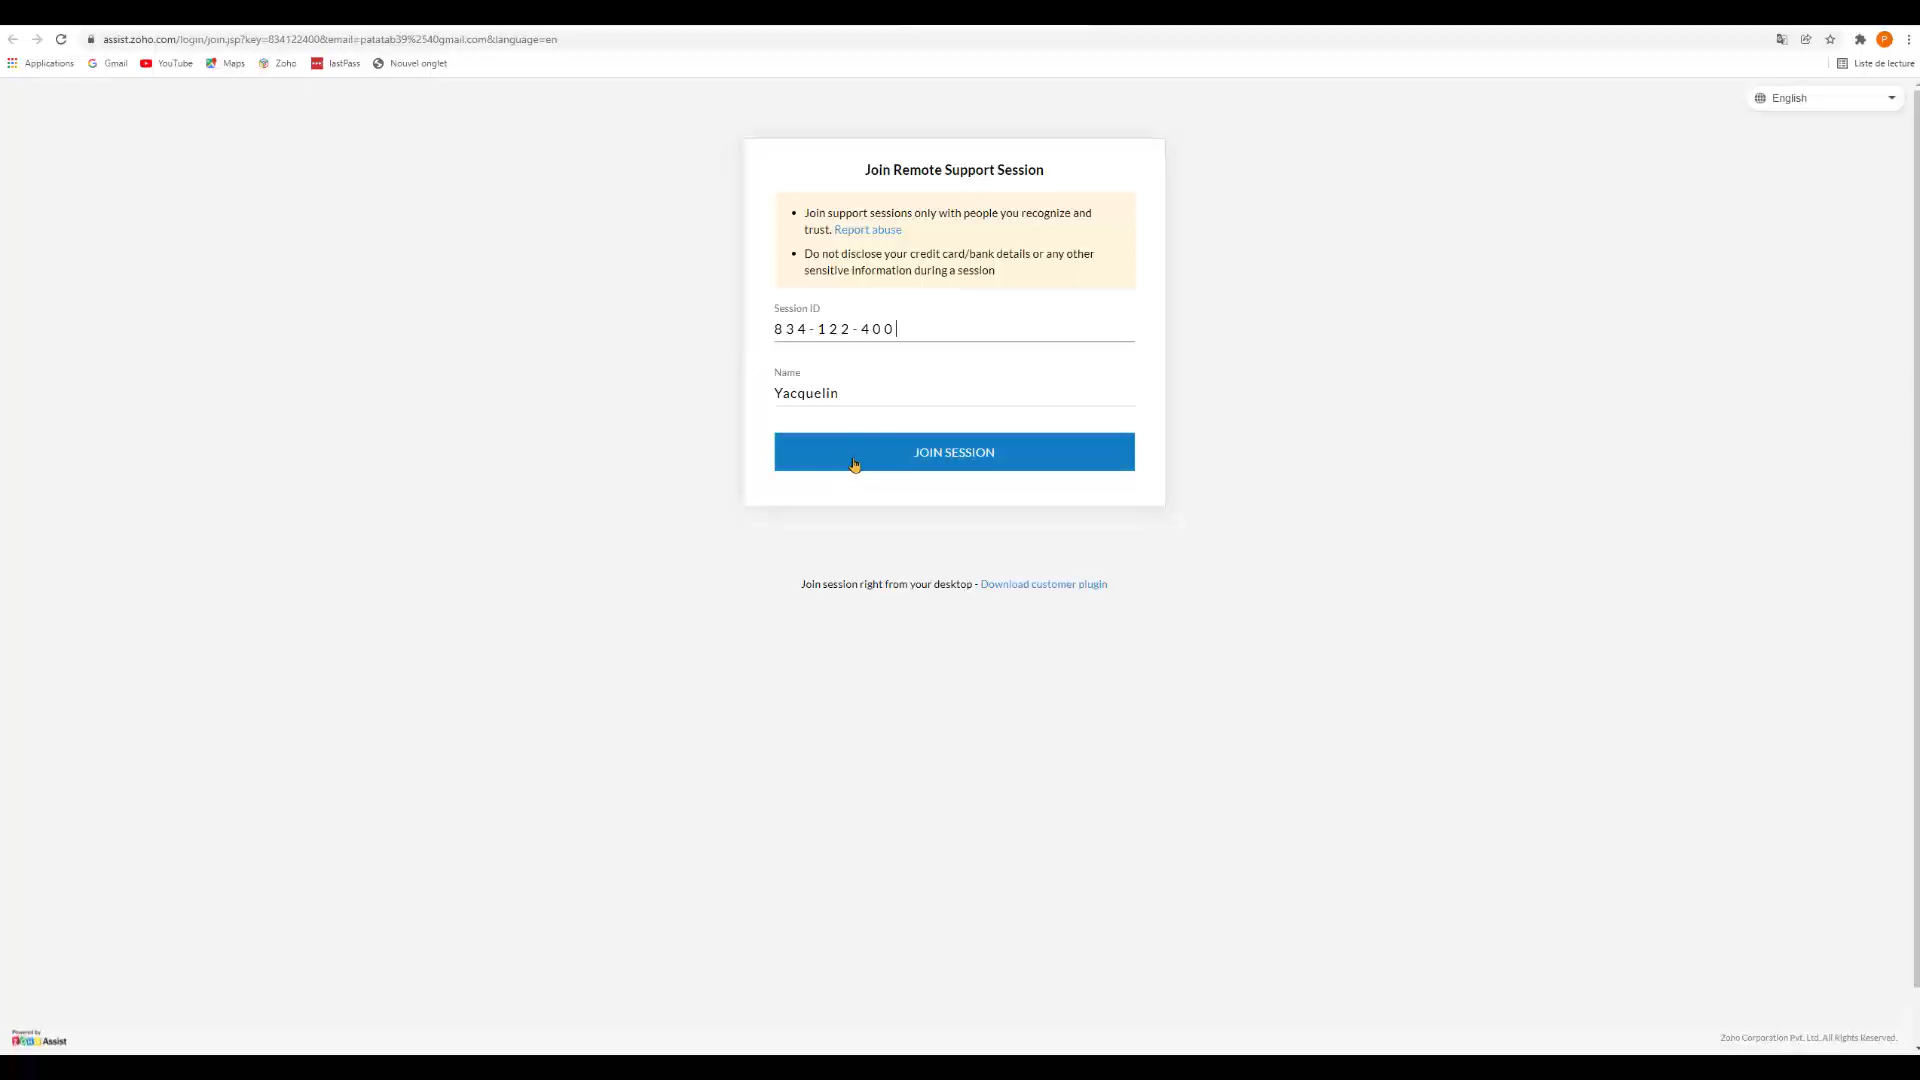 assist.zoho.com/login/join.jsp?key=834122400&email=patatab39%2540gmail.com&language=en
Applications Gmail YouTube Maps Zoho lastPass Nouvel onglet Liste de lecture
English
Join Remote Support Session
• Join support sessions only with people you recognize and
trust. Report abuse
• Do not disclose your credit card/bank details or any other
sensitive information during a session
Session ID
834-122-400
Name
Yacquelin
JOIN SESSION
Join session right from your desktop - Download customer plugin
Powered by
ZOHO Assist
Zoho Corporation Pvt. Ltd. All Rights Reserved.
P